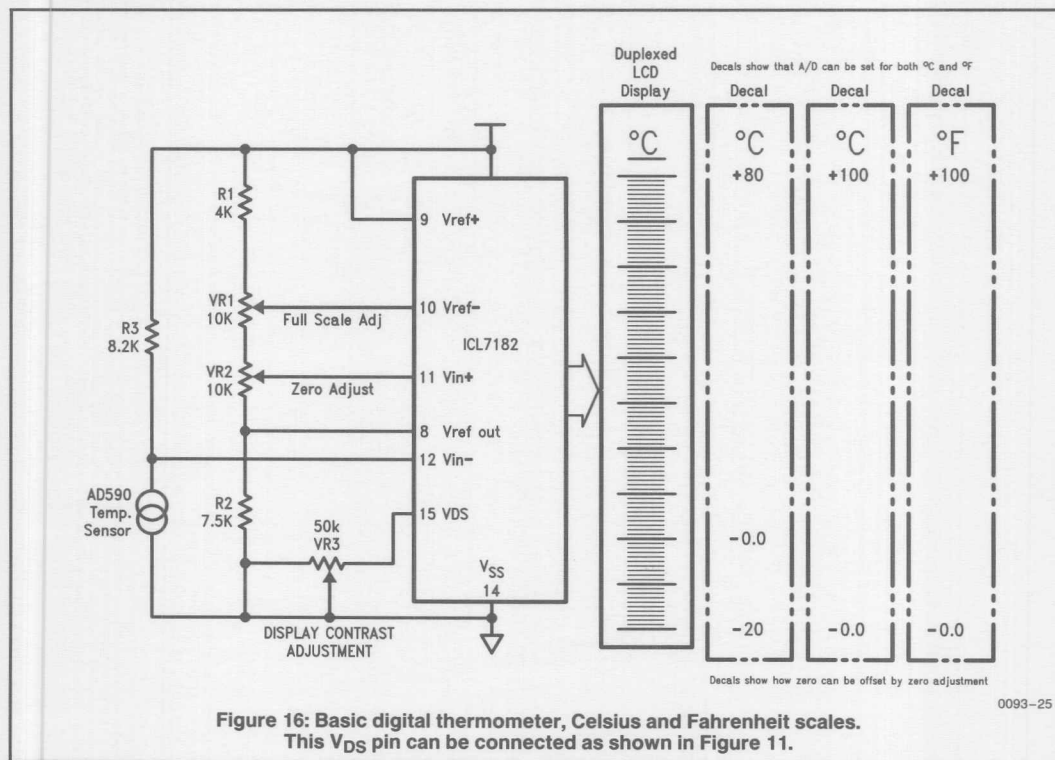 Duplexed
LCD
Display
Decals show that A/D can be set for both °C and °F
Decal
Decal
Decal
°C
°C
°C
°F
+80
+100
+100
R1
4K
9 Vref+
VR1
10K
Full Scale Adj
10 Vref-
R3
8.2K
ICL7182
VR2
10K
Zero Adjust
11 Vin+
8 Vref out
12 Vin-
AD590
Temp.
Sensor
R2
7.5K
50k
VR3
15 VDS
-0.0
VSS
14
-20
-0.0
-0.0
DISPLAY CONTRAST
ADJUSTMENT
Decals show how zero can be offset by zero adjustment
0093-25
Figure 16: Basic digital thermometer, Celsius and Fahrenheit scales.
This VDS pin can be connected as shown in Figure 11.